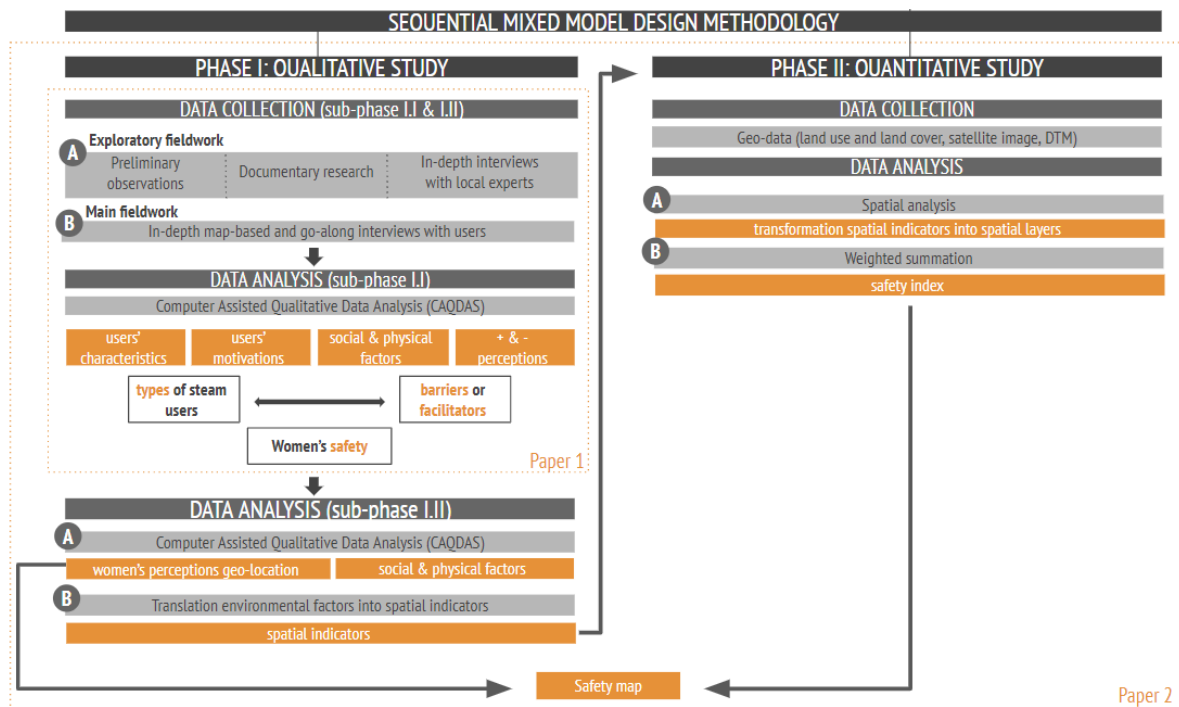 SEQUENTIAL MIXED MODEL DESIGN METHODOLOGY
PHASE I: QUALITATIVE STUDY
DATA COLLECTION (sub-phase I.I & I.II)
A
Exploratory fieldwork
Preliminary
observations
Documentary research
In-depth interviews
with local experts
B
Main fieldwork
In-depth map-based and go-along interviews with users
DATA ANALYSIS (sub-phase I.I)
Computer Assisted Qualitative Data Analysis (CAQDAS)
users'
characteristics
users'
motivations
social & physical
factors
+ & -
perceptions
types of steam
users
barriers or
facilitators
Women's safety
Paper 1
DATA ANALYSIS (sub-phase I.II)
A
Computer Assisted Qualitative Data Analysis (CAQDAS)
women's perceptions geo-location
social & physical factors
B
Translation environmental factors into spatial indicators
spatial indicators
PHASE II: QUANTITATIVE STUDY
DATA COLLECTION
Geo-data (land use and land cover, satellite image, DTM)
DATA ANALYSIS
A
Spatial analysis
transformation spatial indicators into spatial layers
B
Weighted summation
safety index
Safety map
Paper 2